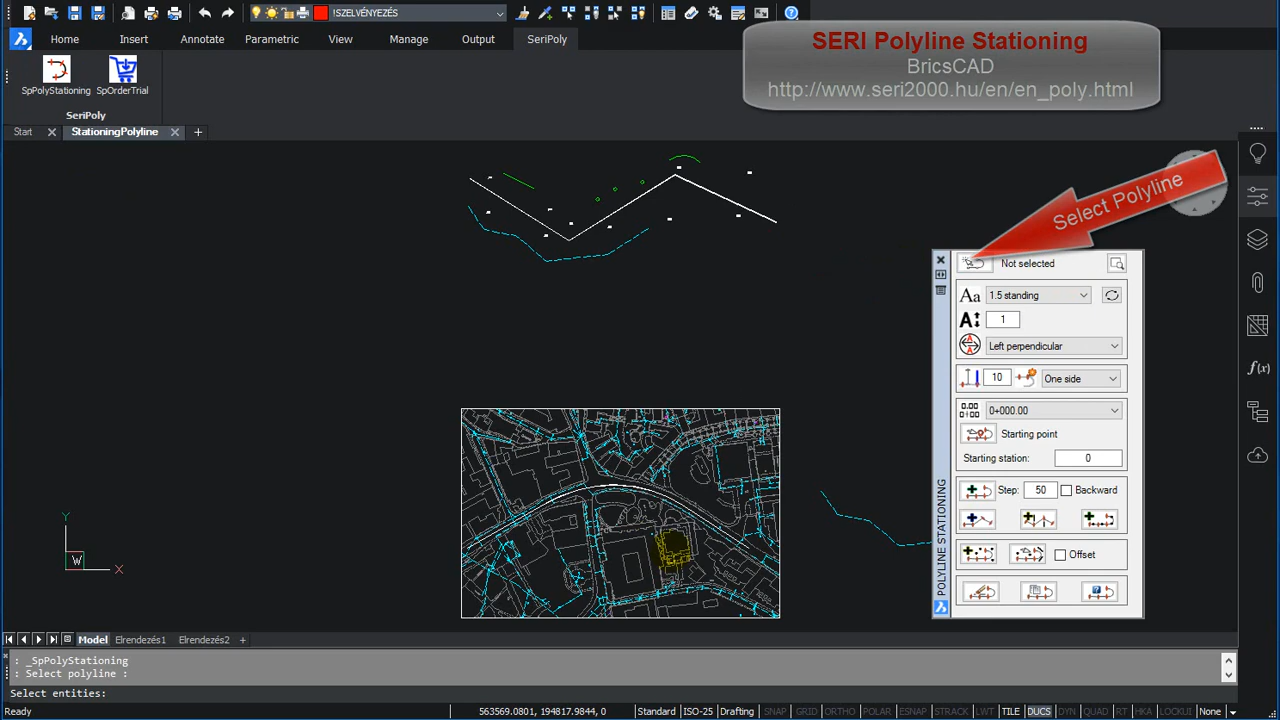 !SZELVÉNYEZÉS
Home Insert Annotate Parametric View Manage Output SeriPoly
SERI Polyline Stationing
BricsCAD
http://www.seri2000.hu/en/en_poly.html
SpPolyStationing SpOrderTrial
SeriPoly
Start StationingPolyline
Select Polyline
Not selected
Aa 1.5 standing
A 1
Left perpendicular
10 One side
0+000.00
Starting point
Starting station: 0
Step: 50 Backward
Offset
POLYLINE STATIONING
f(x)
Y
W X
Model Elrendezés1 Elrendezés2
: _SpPolyStationing
: Select polyline :
Select entities:
Ready 563569.0801, 194817.9844, 0 Standard ISO-25 Drafting SNAP GRID ORTHO POLAR ESNAP STRACK LWT TILE DUCS DYN QUAD RT HKA LOCKUI None